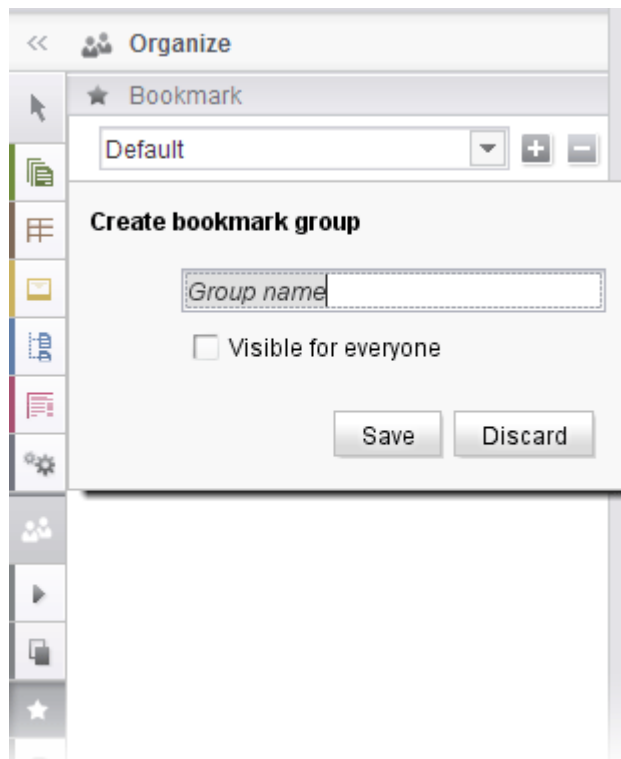 Organize
Bookmark
Default
Create bookmark group
Group name
Visible for everyone
Save Discard